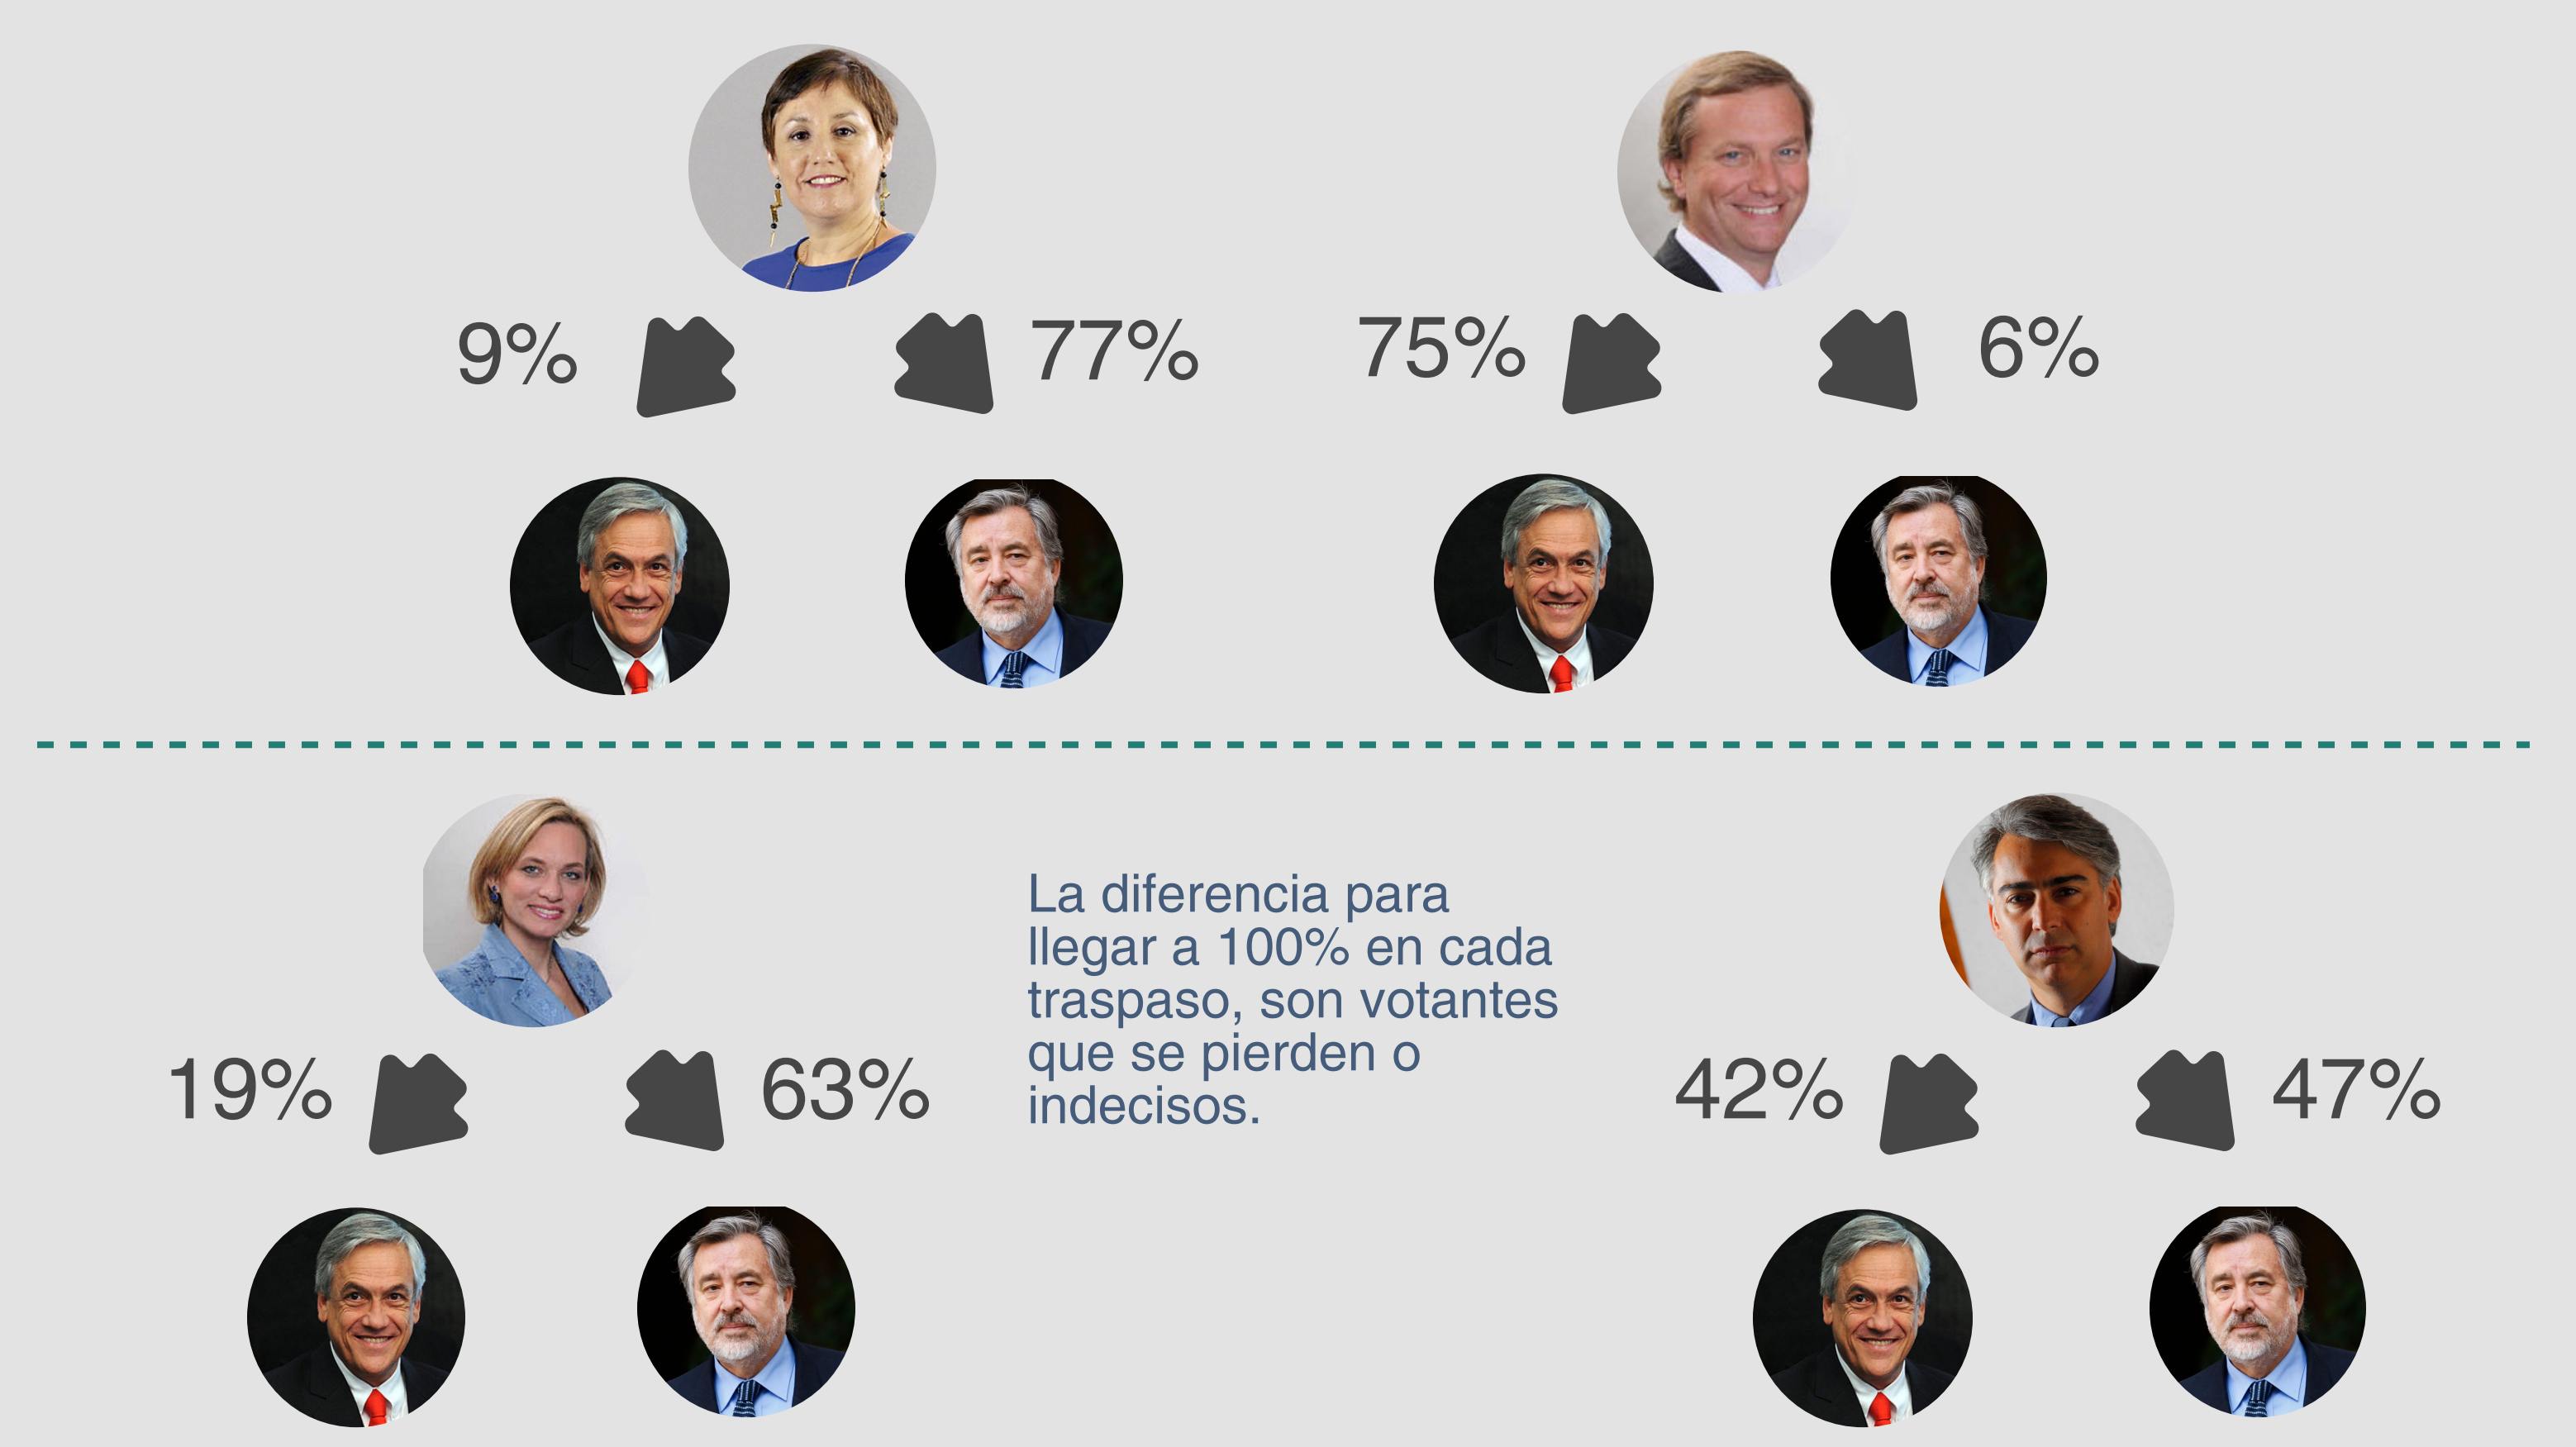 9%
77%
75%
6%
La diferencia para
llegar a 100% en cada
traspaso, son votantes
que se pierden o
indecisos.
19%
63%
42%
47%